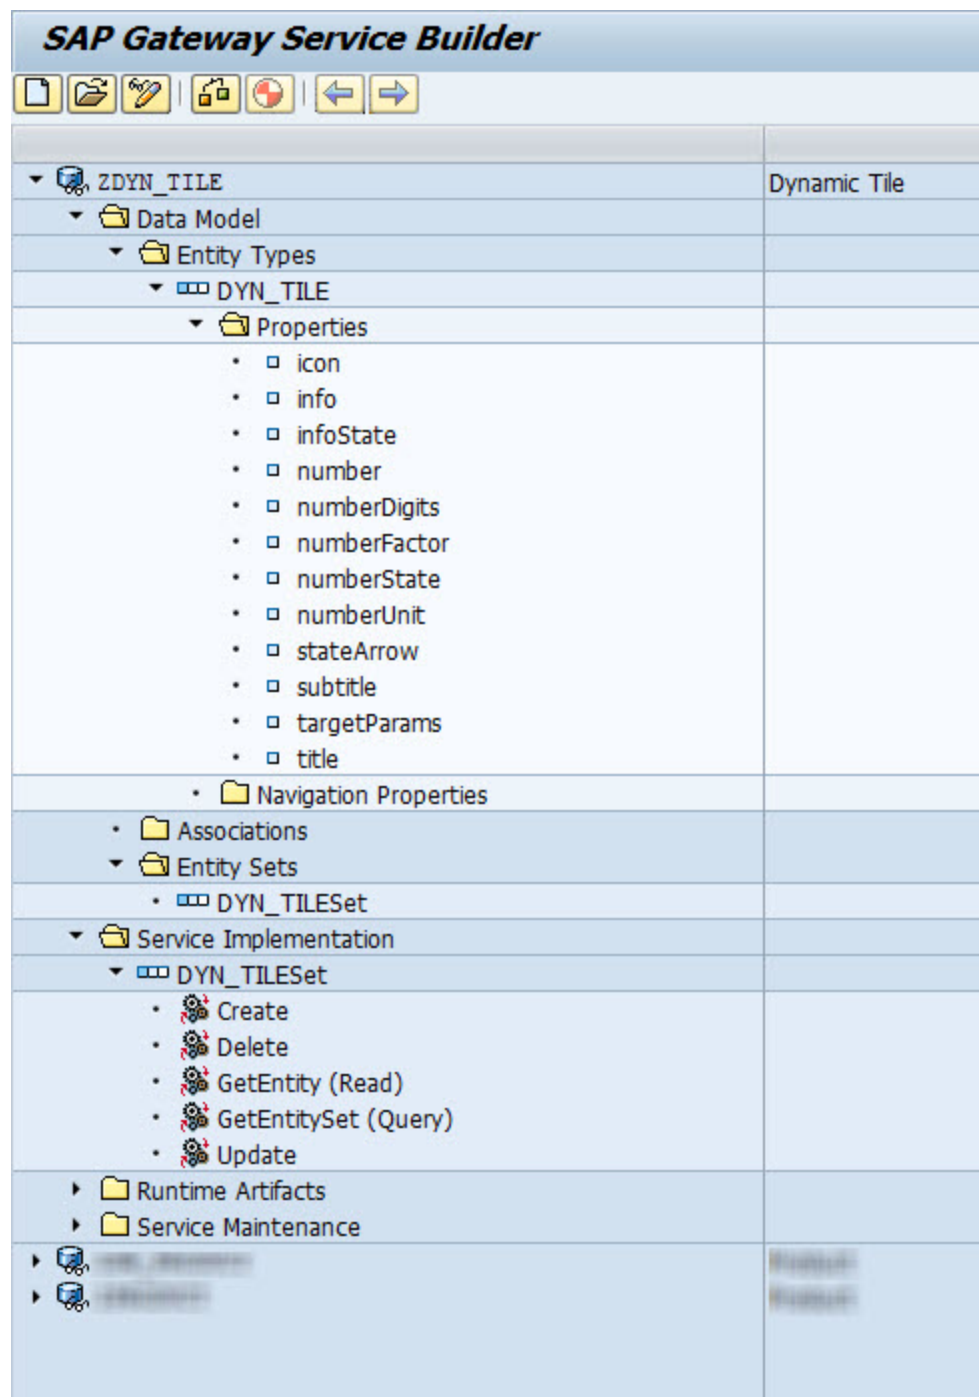 SAP Gateway Service Builder
ZDYN_TILE Dynamic Tile
Data Model
Entity Types
DYN_TILE
Properties
icon
info
infoState
number
numberDigits
numberFactor
numberState
numberUnit
stateArrow
subtitle
targetParams
title
Navigation Properties
Associations
Entity Sets
DYN_TILESet
Service Implementation
DYN_TILESet
Create
Delete
GetEntity (Read)
GetEntitySet (Query)
Update
Runtime Artifacts
Service Maintenance